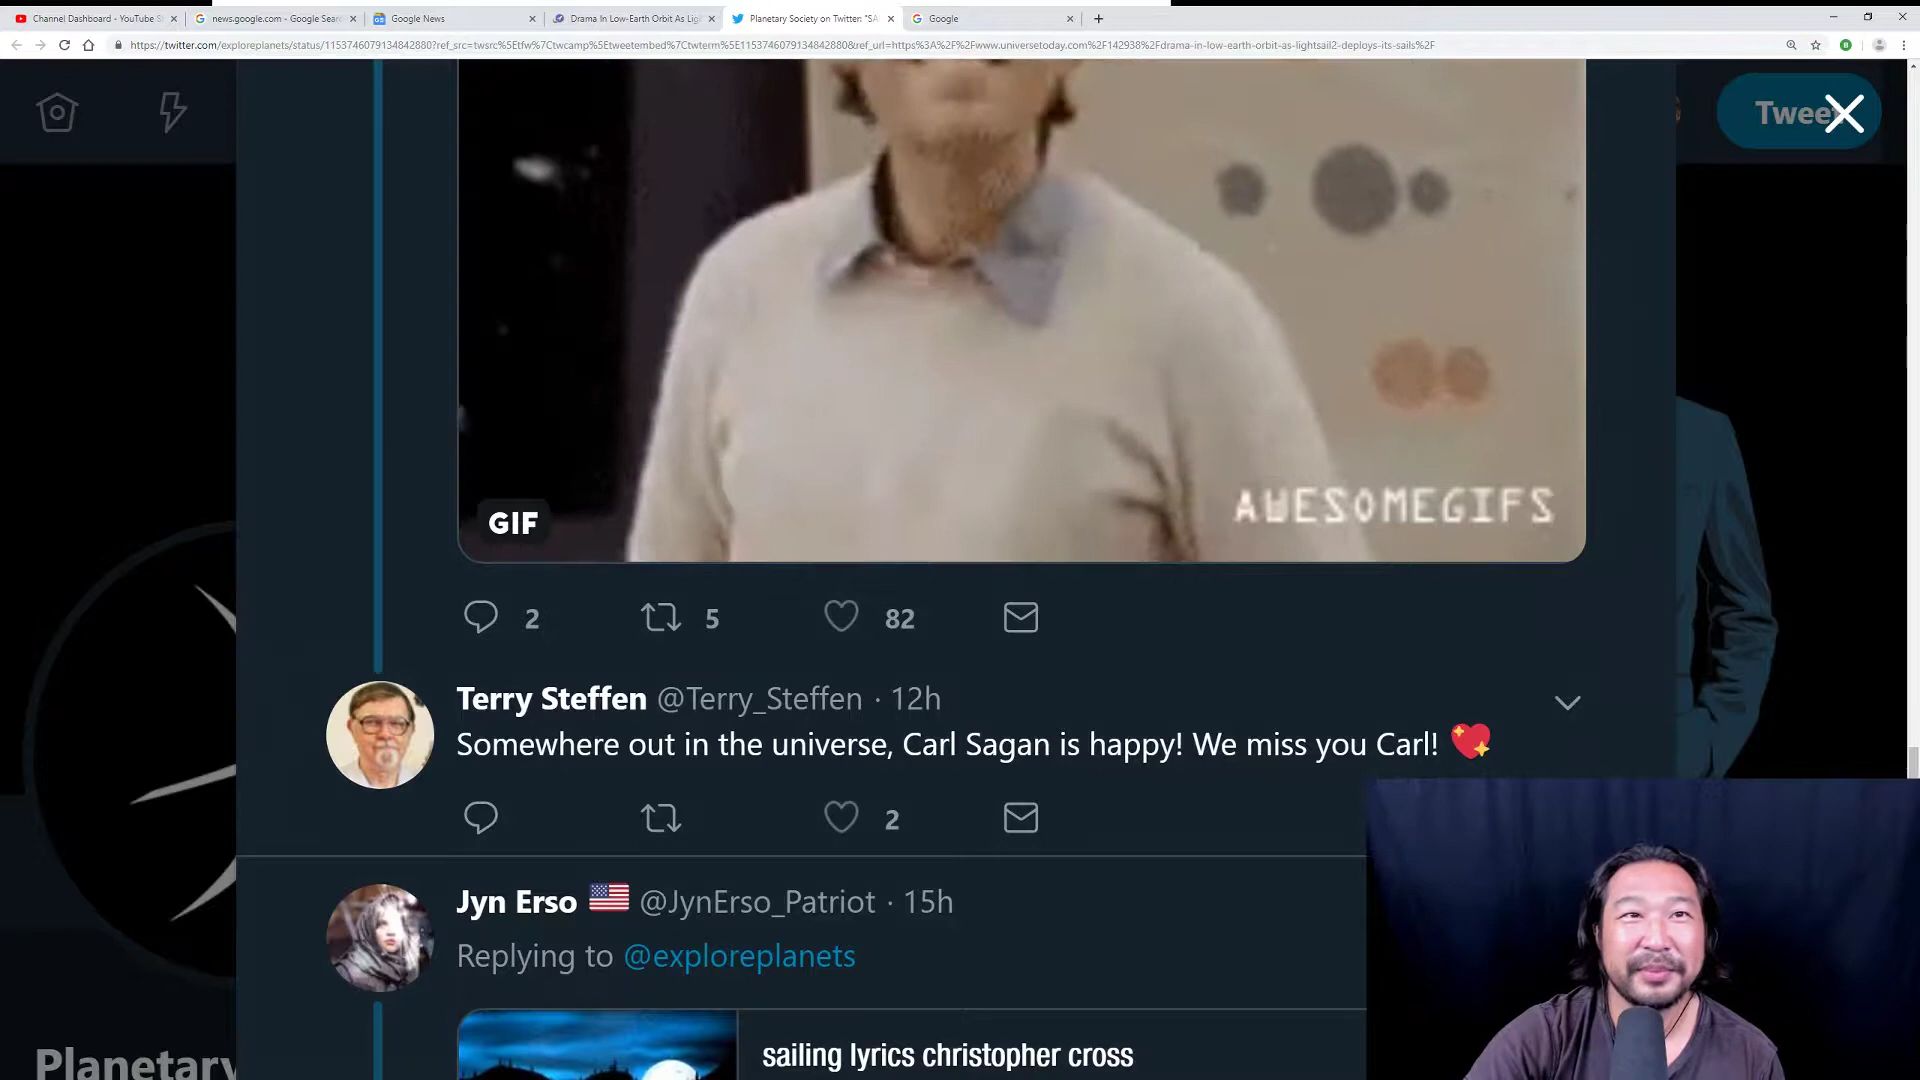 Channel Dashboard - YouTube S
news.google.com - Google Sear
Google News
Drama In Low-Earth Orbit As Lig
Planetary Society on Twitter: "SA
Google
https://twitter.com/exploreplanets/status/1153746079134842880?ref_src=twsrc%5Etfw%7Ctwcamp%5Etweetembed%7Ctwterm%5E1153746079134842880&ref_url=https%3A%2F%2Fwww.universetoday.com%2F142938%2Fdrama-in-low-earth-orbit-as-lightsail2-deploys-its-sails%2F
Tweet
AWESOMEGIFS
GIF
2 5 82
Terry Steffen @Terry_Steffen · 12h
Somewhere out in the universe, Carl Sagan is happy! We miss you Carl! 💖
2
Jyn Erso 🇺🇸 @JynErso_Patriot · 15h
Replying to @exploreplanets
sailing lyrics christopher cross
Planetary